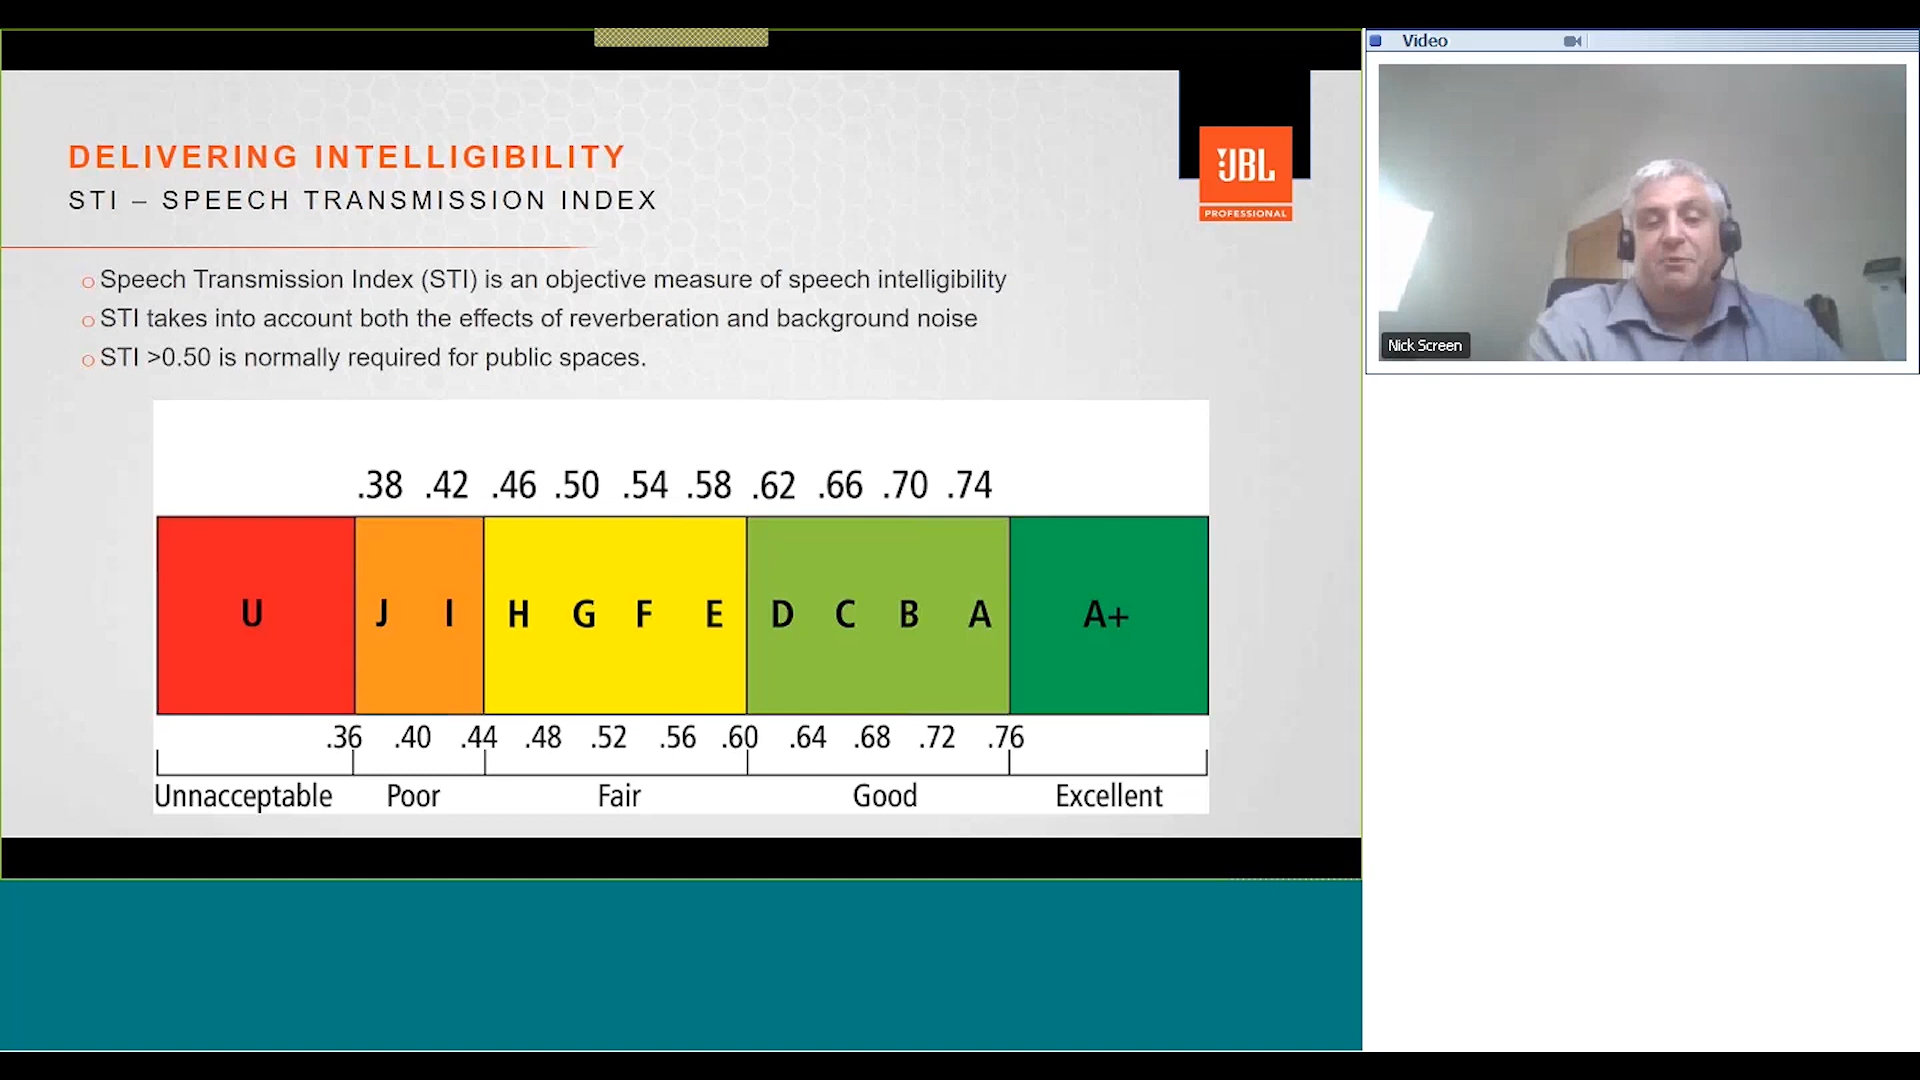 DELIVERING INTELLIGIBILITY
STI – SPEECH TRANSMISSION INDEX
JBL
PROFESSIONAL
Speech Transmission Index (STI) is an objective measure of speech intelligibility
STI takes into account both the effects of reverberation and background noise
STI >0.50 is normally required for public spaces.
.38 .42 .46 .50 .54 .58 .62 .66 .70 .74
U J I H G F E D C B A A+
.36 .40 .44 .48 .52 .56 .60 .64 .68 .72 .76
Unnacceptable Poor Fair Good Excellent
Video
Nick Screen